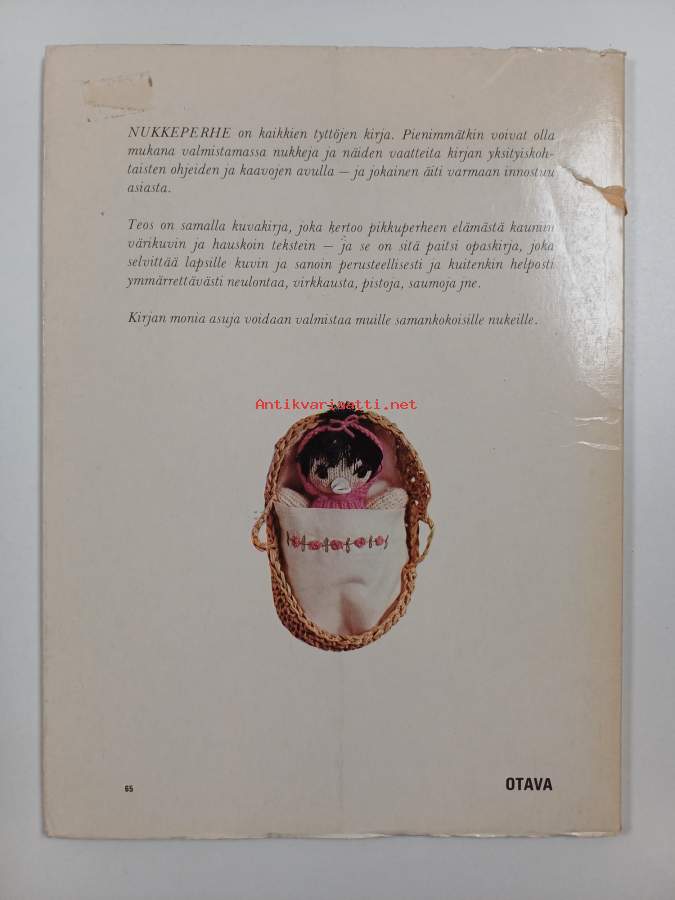 NUKKEPERHE on kaikkien tyttöjen kirja. Pienimmätkin voivat olla
mukana valmistamassa nukkeja ja näiden vaatteita kirjan yksityiskoh-
taisten ohjeiden ja kaavojen avulla — ja jokainen äiti varmaan innostuu
asiasta.
Teos on samalla kuvakirja, joka kertoo pikkuperheen elämästä kaunein
värikuvin ja hauskoin tekstein — ja se on sitä paitsi opaskirja, joka
selvittää lapsille kuvin ja sanoin perusteellisesti ja kuitenkin helposti
ymmärrettävästi neulontaa, virkkausta, pistoja, saumoja jne.
Kirjan monia asuja voidaan valmistaa muille samankokoisille nukeille.
Antikvariaatti.net
65
OTAVA